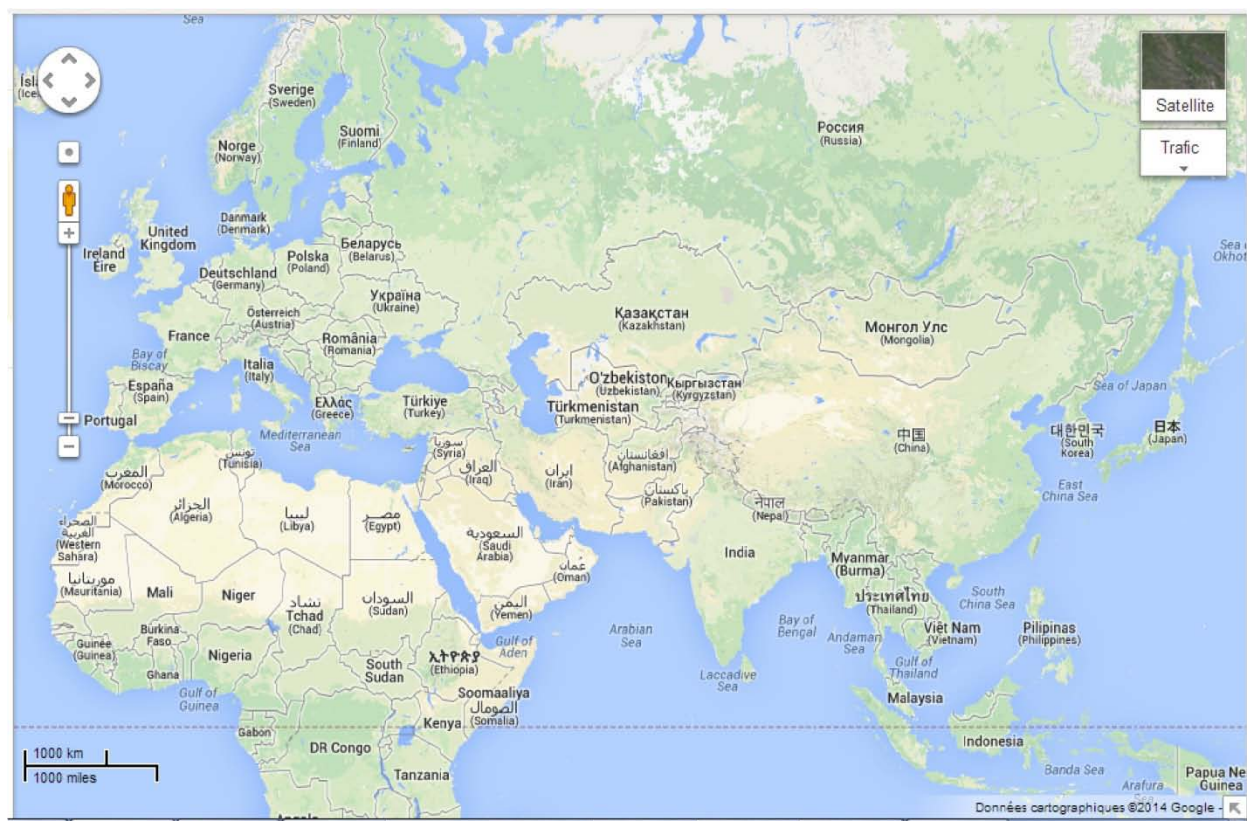 Sea
Ísla
(Icel
Sverige
(Sweden)
Suomi
(Finland)
Norge
(Norway)
Россия
(Russia)
Satellite
Trafic
Danmark
(Denmark)
United
Kingdom
Ireland
Éire
Беларусь
(Belarus)
Polska
(Poland)
Deutschland
(Germany)
Україна
(Ukraine)
Österreich
(Austria)
France
România
(Romania)
Bay of
Biscay
Italia
(Italy)
España
(Spain)
Portugal
Ελλάς
(Greece)
Türkiye
(Turkey)
Mediterranean
Sea
Қазақстан
(Kazakhstan)
Монгол Улс
(Mongolia)
O'zbekiston
(Uzbekistan)
Кыргызстан
(Kyrgyzstan)
Türkmenistan
(Turkmenistan)
Sea o
Okhot
Sea of Japan
中国
(China)
대한민국
(South
Korea)
日本
(Japan)
East
China Sea
تونس
(Tunisia)
المغرب
(Morocco)
الجزائر
(Algeria)
ليبيا
(Libya)
مصر
(Egypt)
سوريا
(Syria)
العراق
(Iraq)
ایران
(Iran)
افغانستان
(Afghanistan)
پاکستان
(Pakistan)
नेपाल
(Nepal)
الصحراء
الغربية
(Western
Sahara)
السعودية
(Saudi
Arabia)
عُمان
(Oman)
India
Myanmar
(Burma)
موريتانيا
(Mauritania)
Mali
Niger
تشاد
Tchad
(Chad)
السودان
(Sudan)
اليمن
(Yemen)
ประเทศไทย
(Thailand)
South
China Sea
Guinée
(Guinea)
Burkina
Faso
Ghana
Nigeria
Gulf of
Guinea
South
Sudan
ኢትዮጵያ
(Ethiopia)
Gulf of
Aden
Arabian
Sea
Bay of
Bengal
Andaman
Sea
Việt Nam
(Vietnam)
Pilipinas
(Philippines)
Gulf of
Thailand
Laccadive
Sea
Malaysia
Soomaaliya
الصومال
(Somalia)
Kenya
Gabon
DR Congo
Tanzania
Angola
Indonesia
Banda Sea
Arafura
Sea
Papua Ne
Guinea
1000 km
1000 miles
Données cartographiques ©2014 Google -